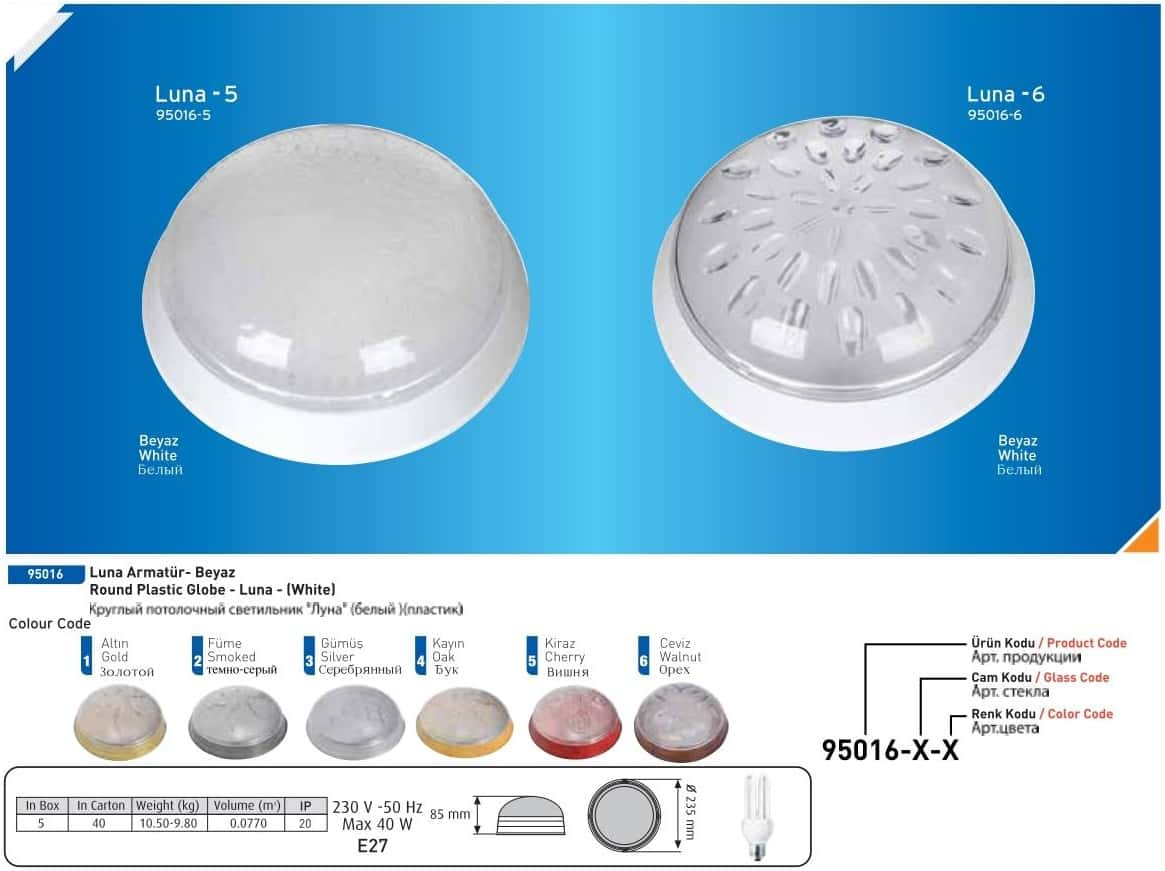 Luna - 5
95016-5
Luna - 6
95016-6
Beyaz
White
Белый
Beyaz
White
Белый
95016
Luna Armatür- Beyaz
Round Plastic Globe - Luna - (White)
Круглый потолочный светильник "Луна" (белый )(пластик)
Colour Code
1
Altın
Gold
Золотой
2
Füme
Smoked
темно-серый
3
Gümüş
Silver
Серебрянный
4
Kayın
Oak
Бук
5
Kiraz
Cherry
Вишня
6
Ceviz
Walnut
Орех
Ürün Kodu / Product Code
Арт. продукции
Cam Kodu / Glass Code
Арт. стекла
Renk Kodu / Color Code
Арт.цвета
95016-X-X
In Box In Carton Weight (kg) Volume (m³) IP
5 40 10.50-9.80 0.0770 20
230 V -50 Hz
Max 40 W
E27
85 mm
Ø 235 mm